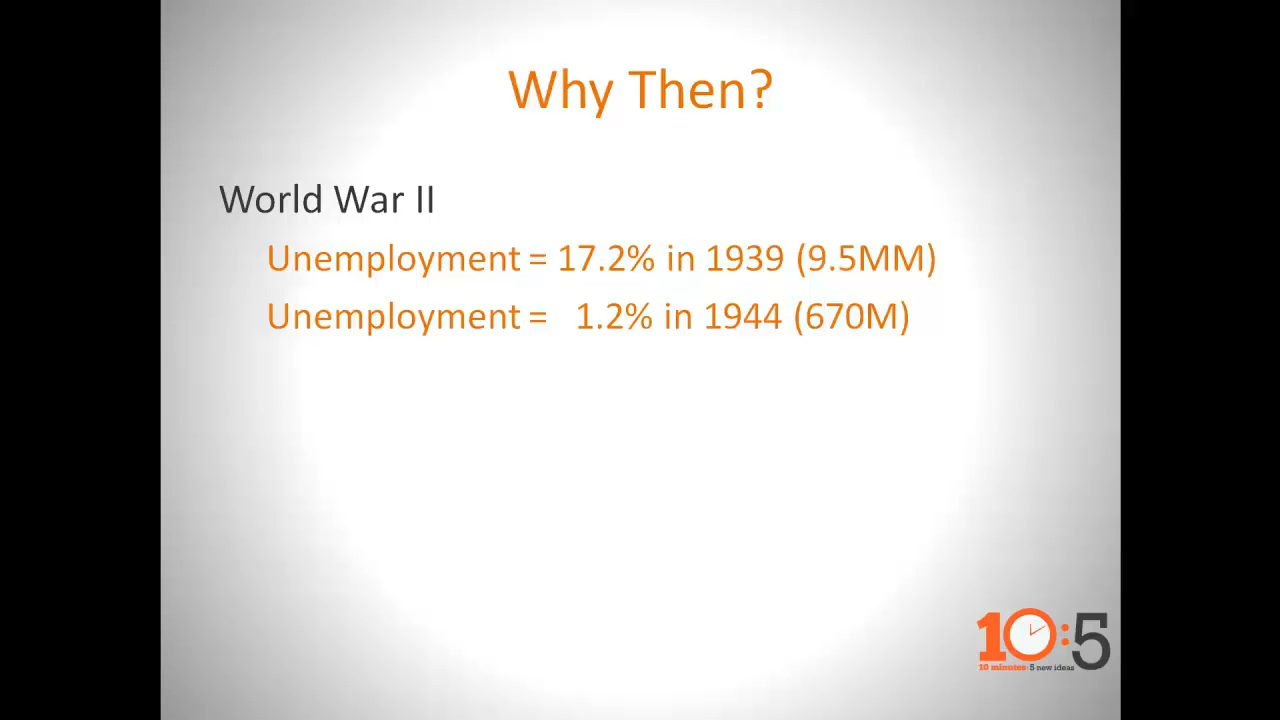 Why Then?
World War II
Unemployment = 17.2% in 1939 (9.5MM)
Unemployment = 1.2% in 1944 (670M)
10:5
10 minutes · 5 new ideas